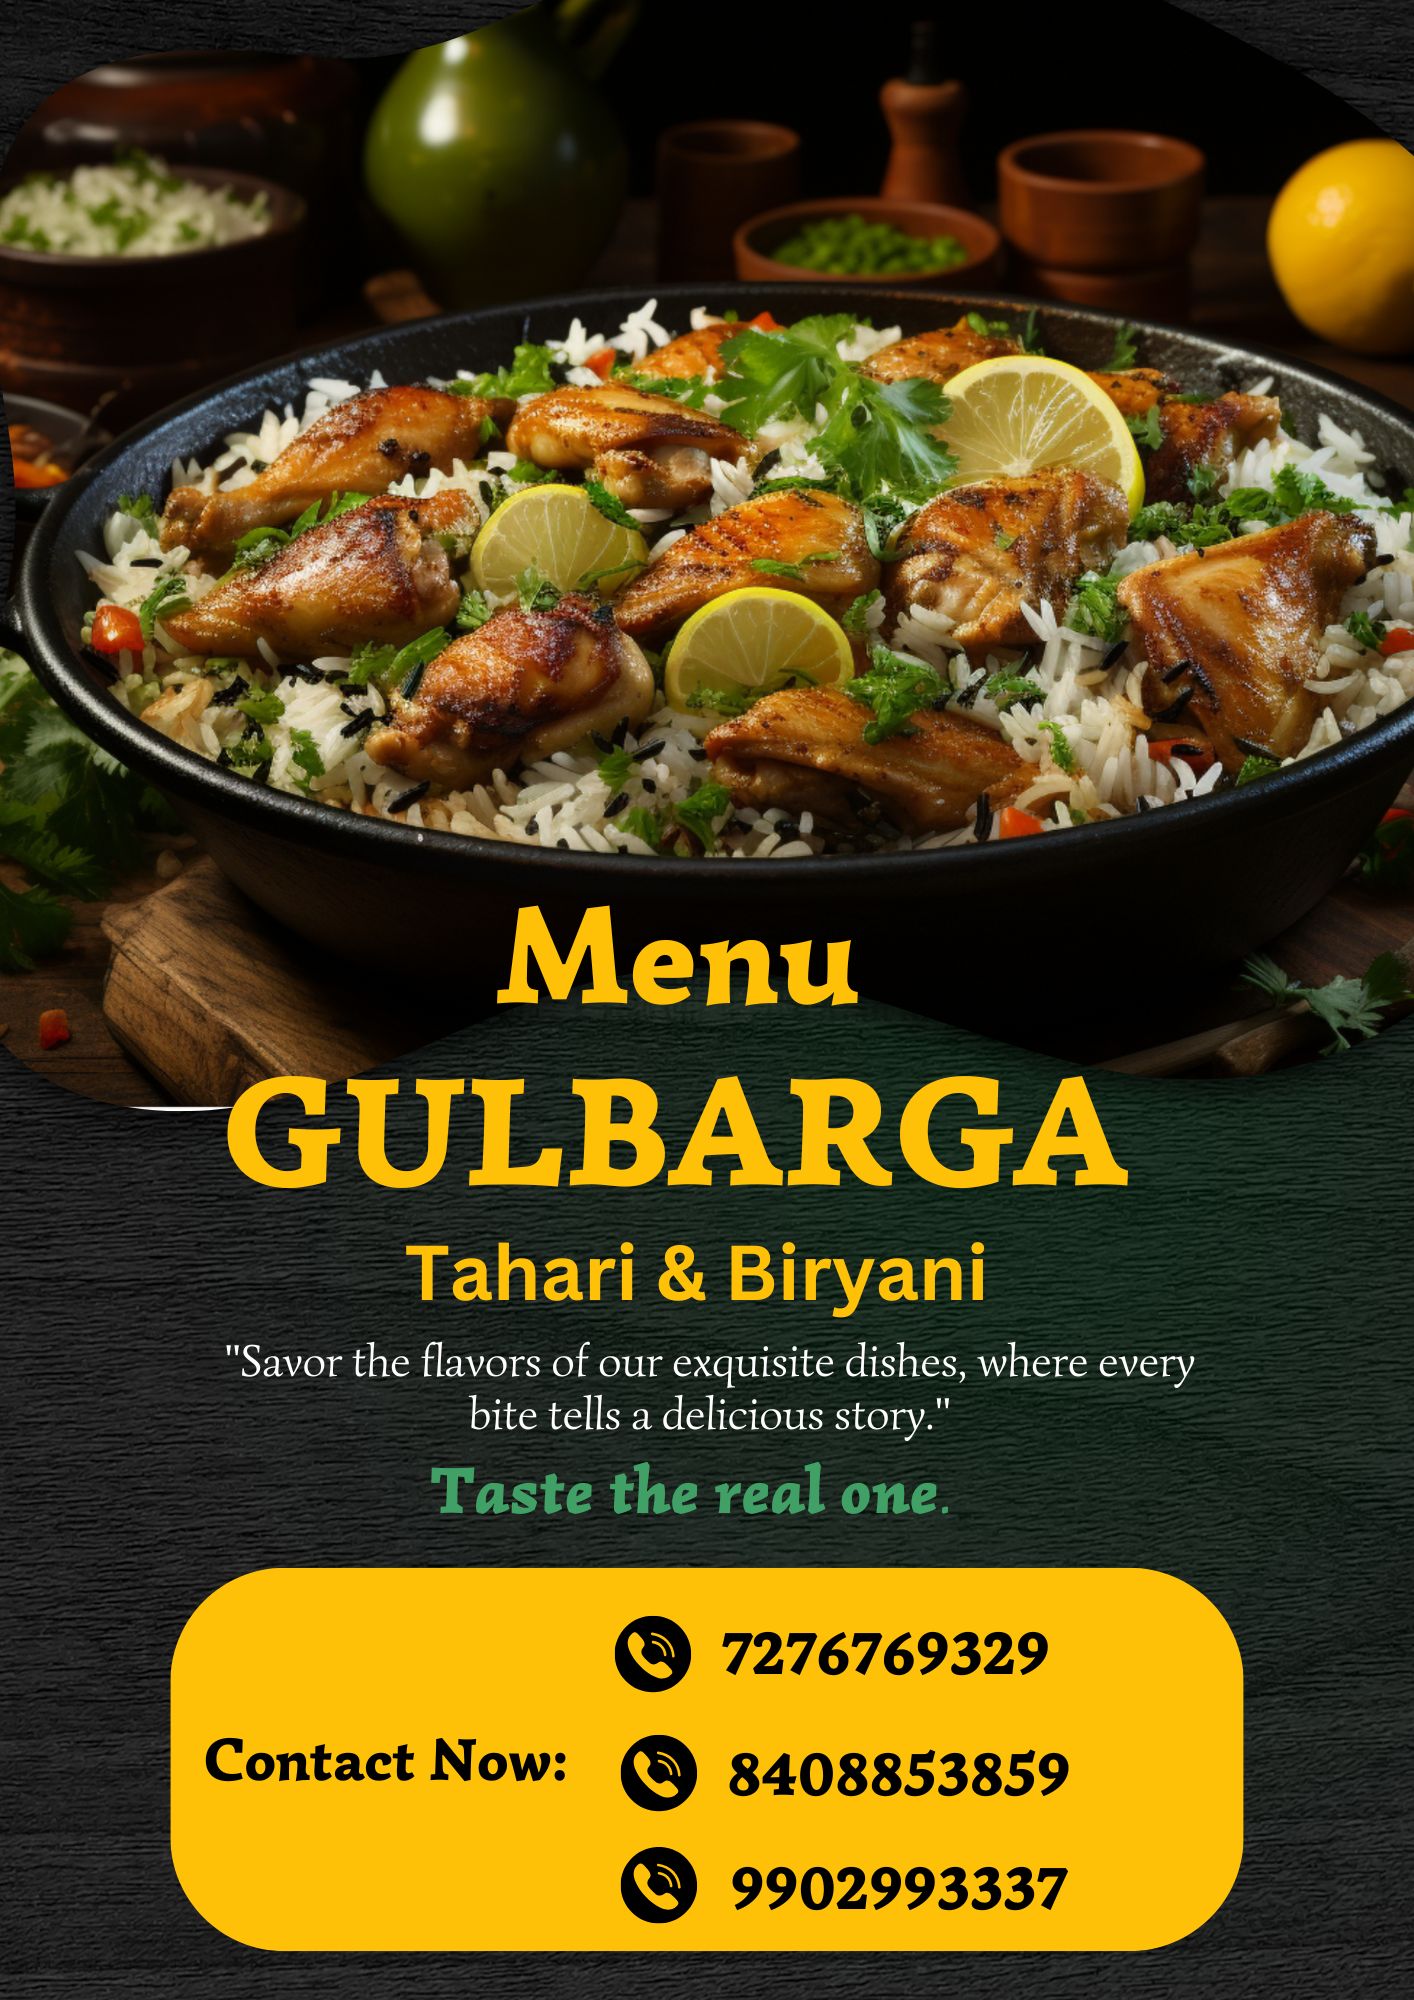 Menu
GULBARGA
Tahari & Biryani
"Savor the flavors of our exquisite dishes, where every
bite tells a delicious story."
Taste the real one.
Contact Now:
7276769329
8408853859
9902993337